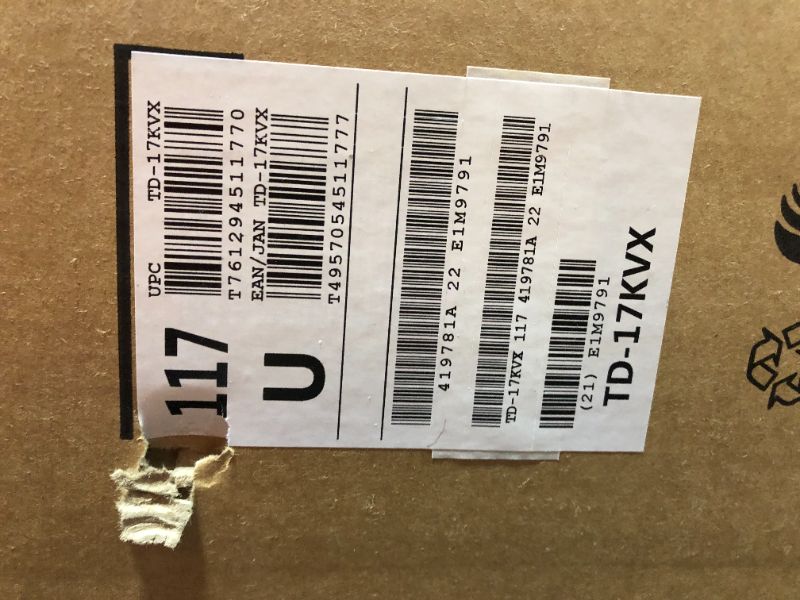 UPC TD-17KVX
T761294511770
EAN/JAN TD-17KVX
T4957054511777
117
U
419781A 22 E1M9791
TD-17KVX 117 419781A 22 E1M9791
(21) E1M9791
TD-17KVX